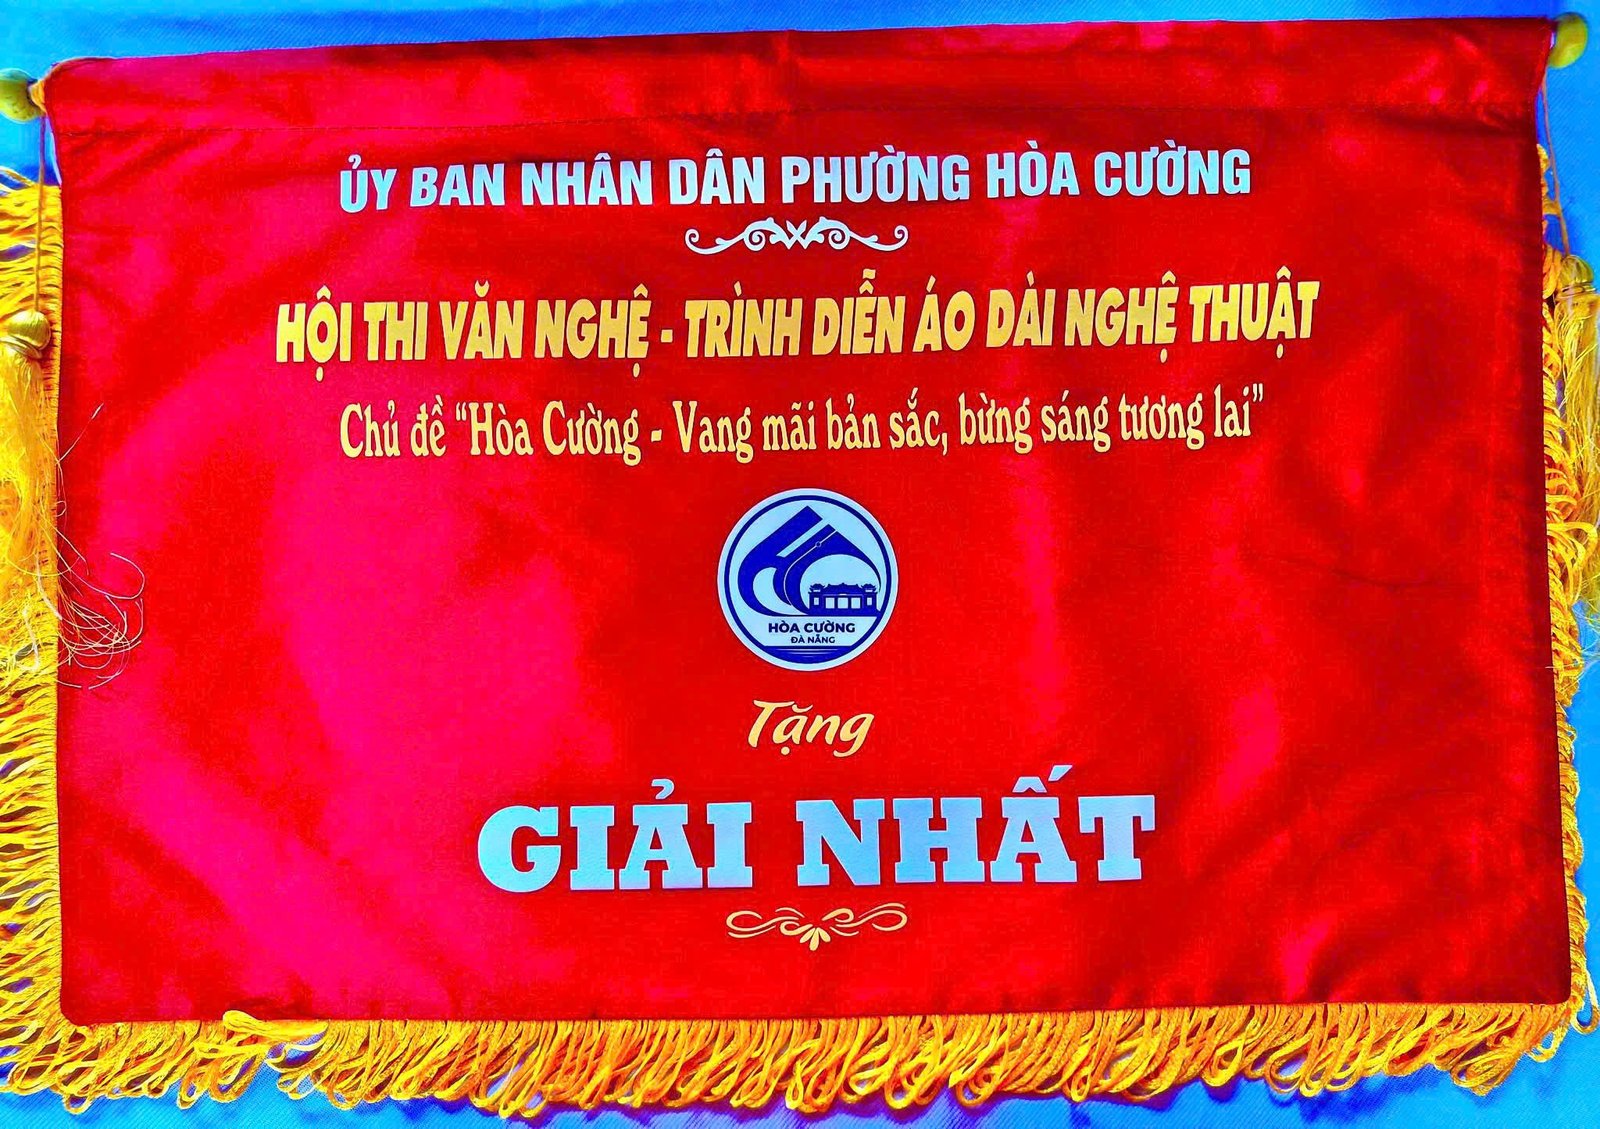 ỦY BAN NHÂN DÂN PHƯỜNG HÒA CƯỜNG
HỘI THI VĂN NGHỆ - TRÌNH DIỄN ÁO DÀI NGHỆ THUẬT
Chủ đề “Hòa Cường - Vang mãi bản sắc, bừng sáng tương lai”
HÒA CƯỜNG
ĐÀ NẴNG
Tặng
GIẢI NHẤT